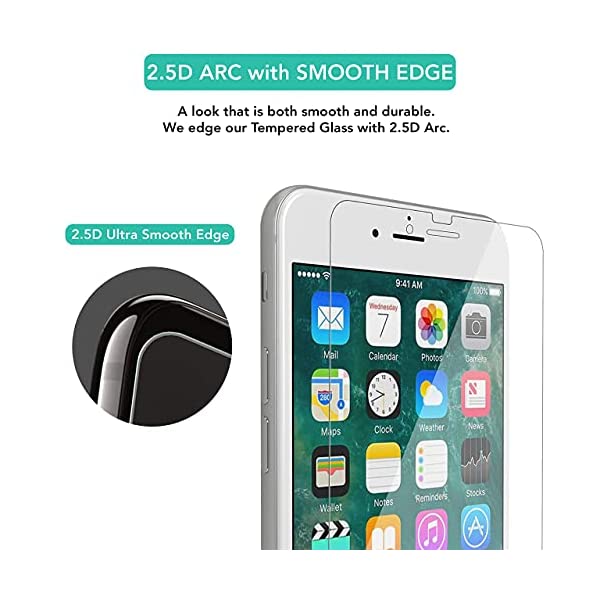 2.5D ARC with SMOOTH EDGE
A look that is both smooth and durable.
We edge our Tempered Glass with 2.5D Arc.
2.5D Ultra Smooth Edge
9:41 AM
100%
Wednesday
7
Mail
Calendar
Photos
Camera
280
Maps
Clock
Weather
News
Wallet
Notes
Reminders
Stocks